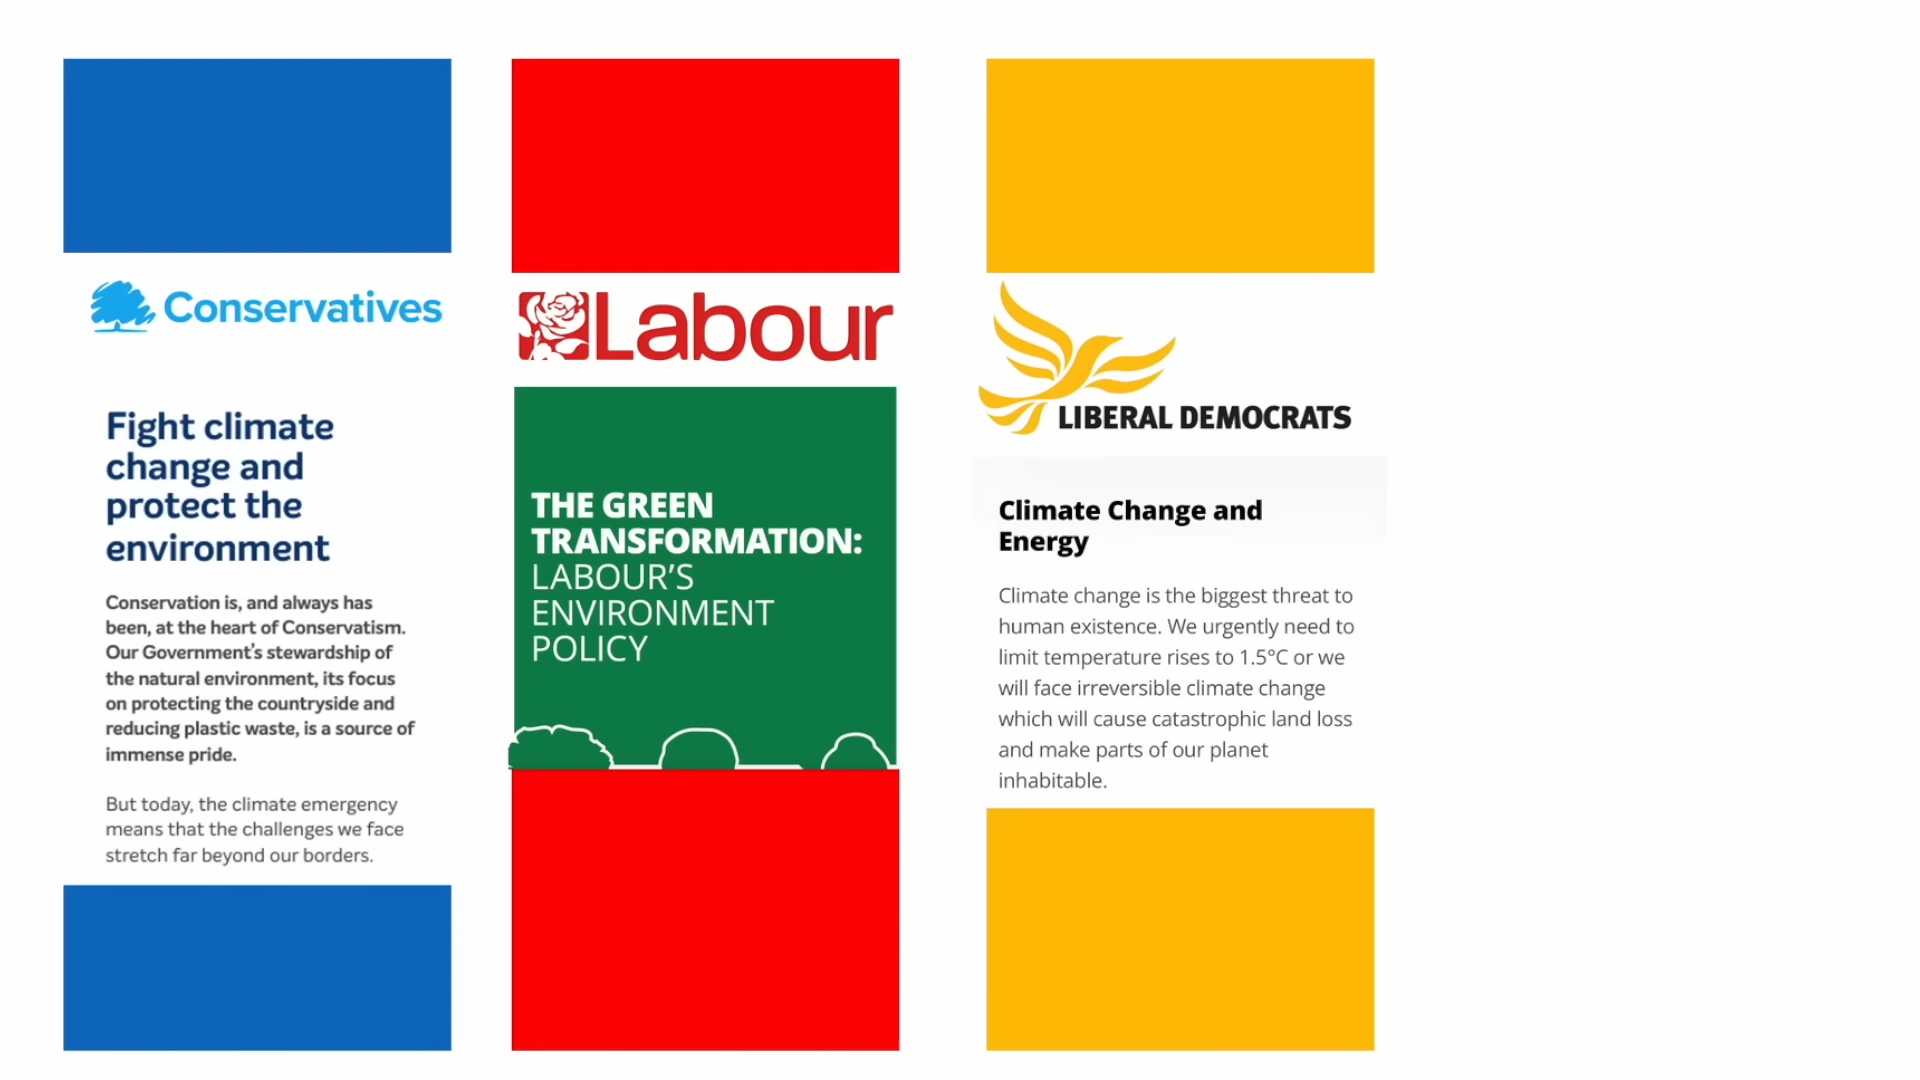 Conservatives
Fight climate
change and
protect the
environment
Conservation is, and always has
been, at the heart of Conservatism.
Our Government's stewardship of
the natural environment, its focus
on protecting the countryside and
reducing plastic waste, is a source of
immense pride.
But today, the climate emergency
means that the challenges we face
stretch far beyond our borders.
Labour
THE GREEN
TRANSFORMATION:
LABOUR'S
ENVIRONMENT
POLICY
LIBERAL DEMOCRATS
Climate Change and
Energy
Climate change is the biggest threat to
human existence. We urgently need to
limit temperature rises to 1.5°C or we
will face irreversible climate change
which will cause catastrophic land loss
and make parts of our planet
inhabitable.